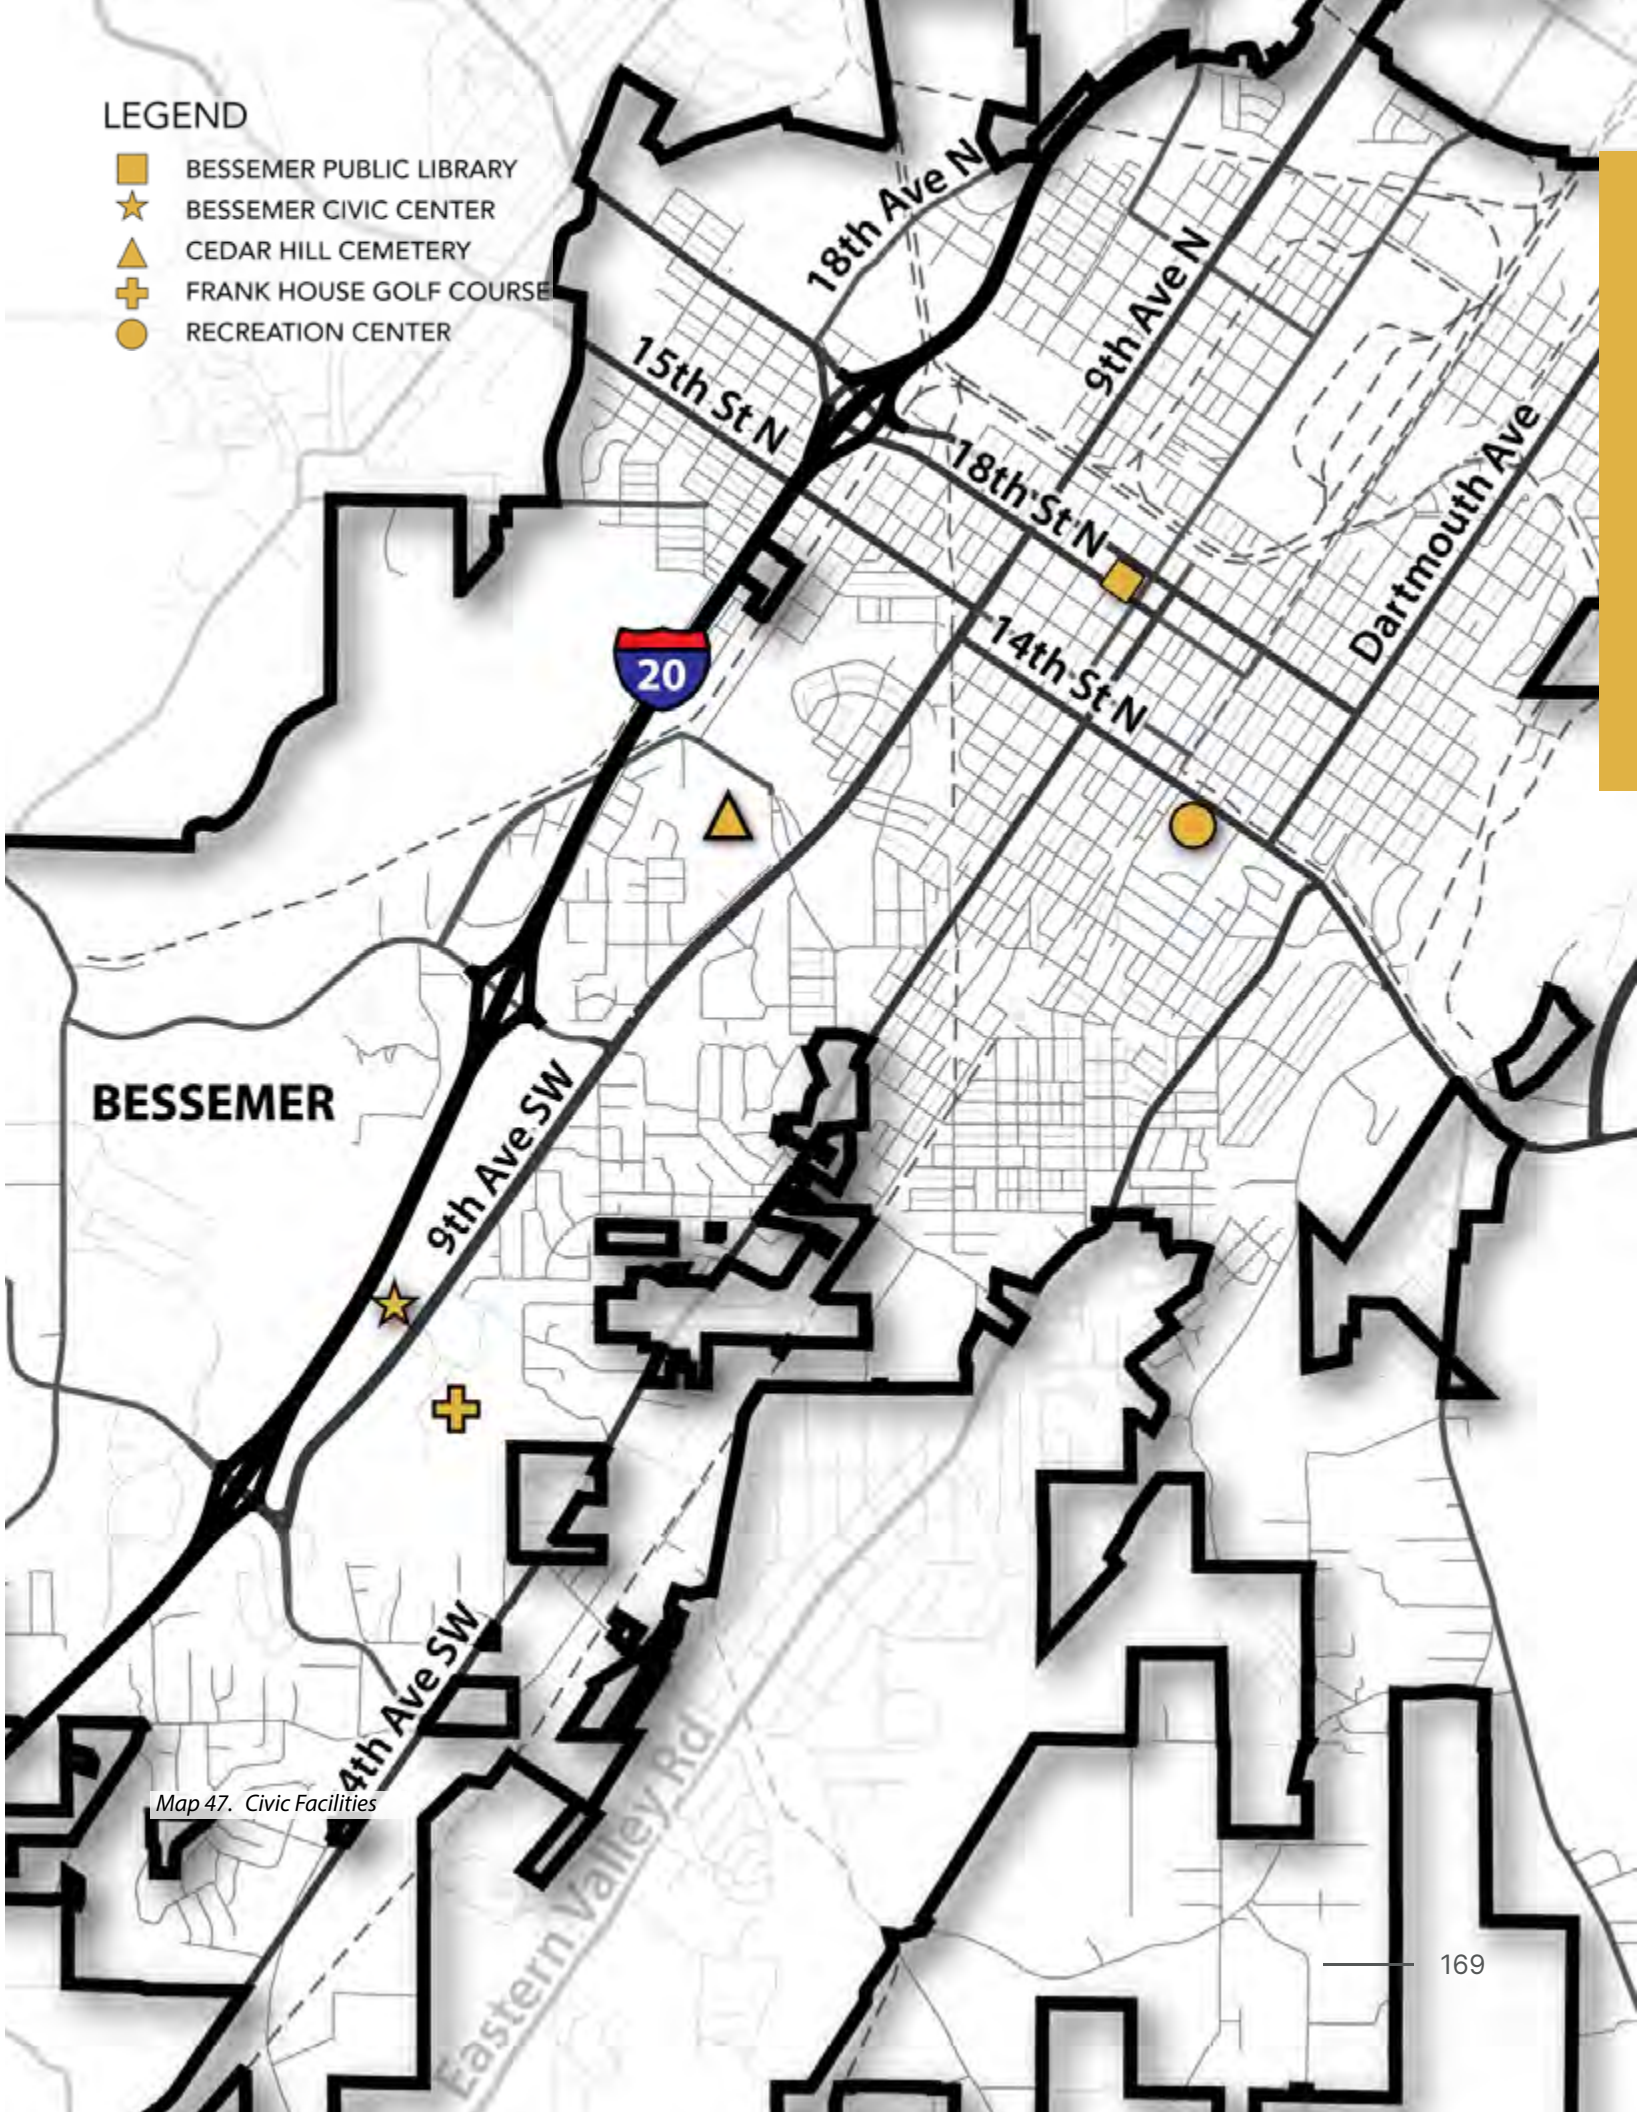 LEGEND
BESSEMER PUBLIC LIBRARY
BESSEMER CIVIC CENTER
CEDAR HILL CEMETERY
FRANK HOUSE GOLF COURSE
RECREATION CENTER
18th Ave N
9th Ave N
15th St N
18th St N
Dartmouth Ave
14th St N
20
BESSEMER
9th Ave SW
4th Ave SW
Eastern Valley Rd
Map 47. Civic Facilities
169